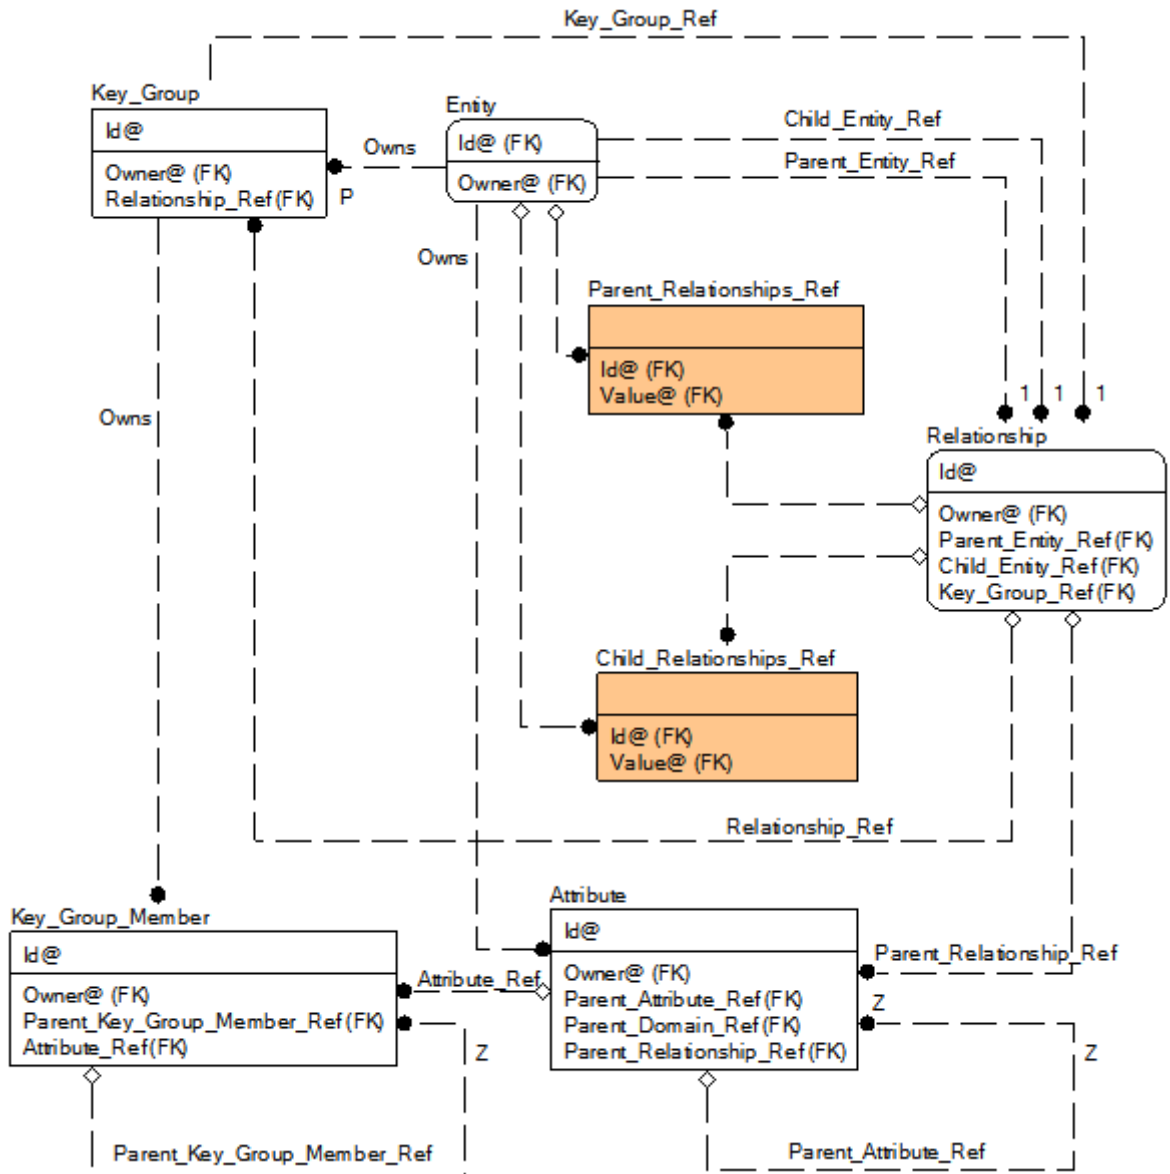 Key_Group_Ref
Key_Group
Id@
Owner@ (FK)
Relationship_Ref(FK)
Owns
P
Entity
Id@ (FK)
Owner@ (FK)
Child_Entity_Ref
Parent_Entity_Ref
Owns
Parent_Relationships_Ref
Id@ (FK)
Value@ (FK)
1
1
1
Owns
Relationship
Id@
Owner@ (FK)
Parent_Entity_Ref(FK)
Child_Entity_Ref(FK)
Key_Group_Ref(FK)
Child_Relationships_Ref
Id@ (FK)
Value@ (FK)
Relationship_Ref
Key_Group_Member
Id@
Owner@ (FK)
Parent_Key_Group_Member_Ref(FK)
Attribute_Ref(FK)
Attribute_Ref
Z
Attribute
Id@
Owner@ (FK)
Parent_Attribute_Ref(FK)
Parent_Domain_Ref(FK)
Parent_Relationship_Ref(FK)
Parent_Relationship_Ref
Z
Z
Parent_Key_Group_Member_Ref
Parent_Attribute_Ref